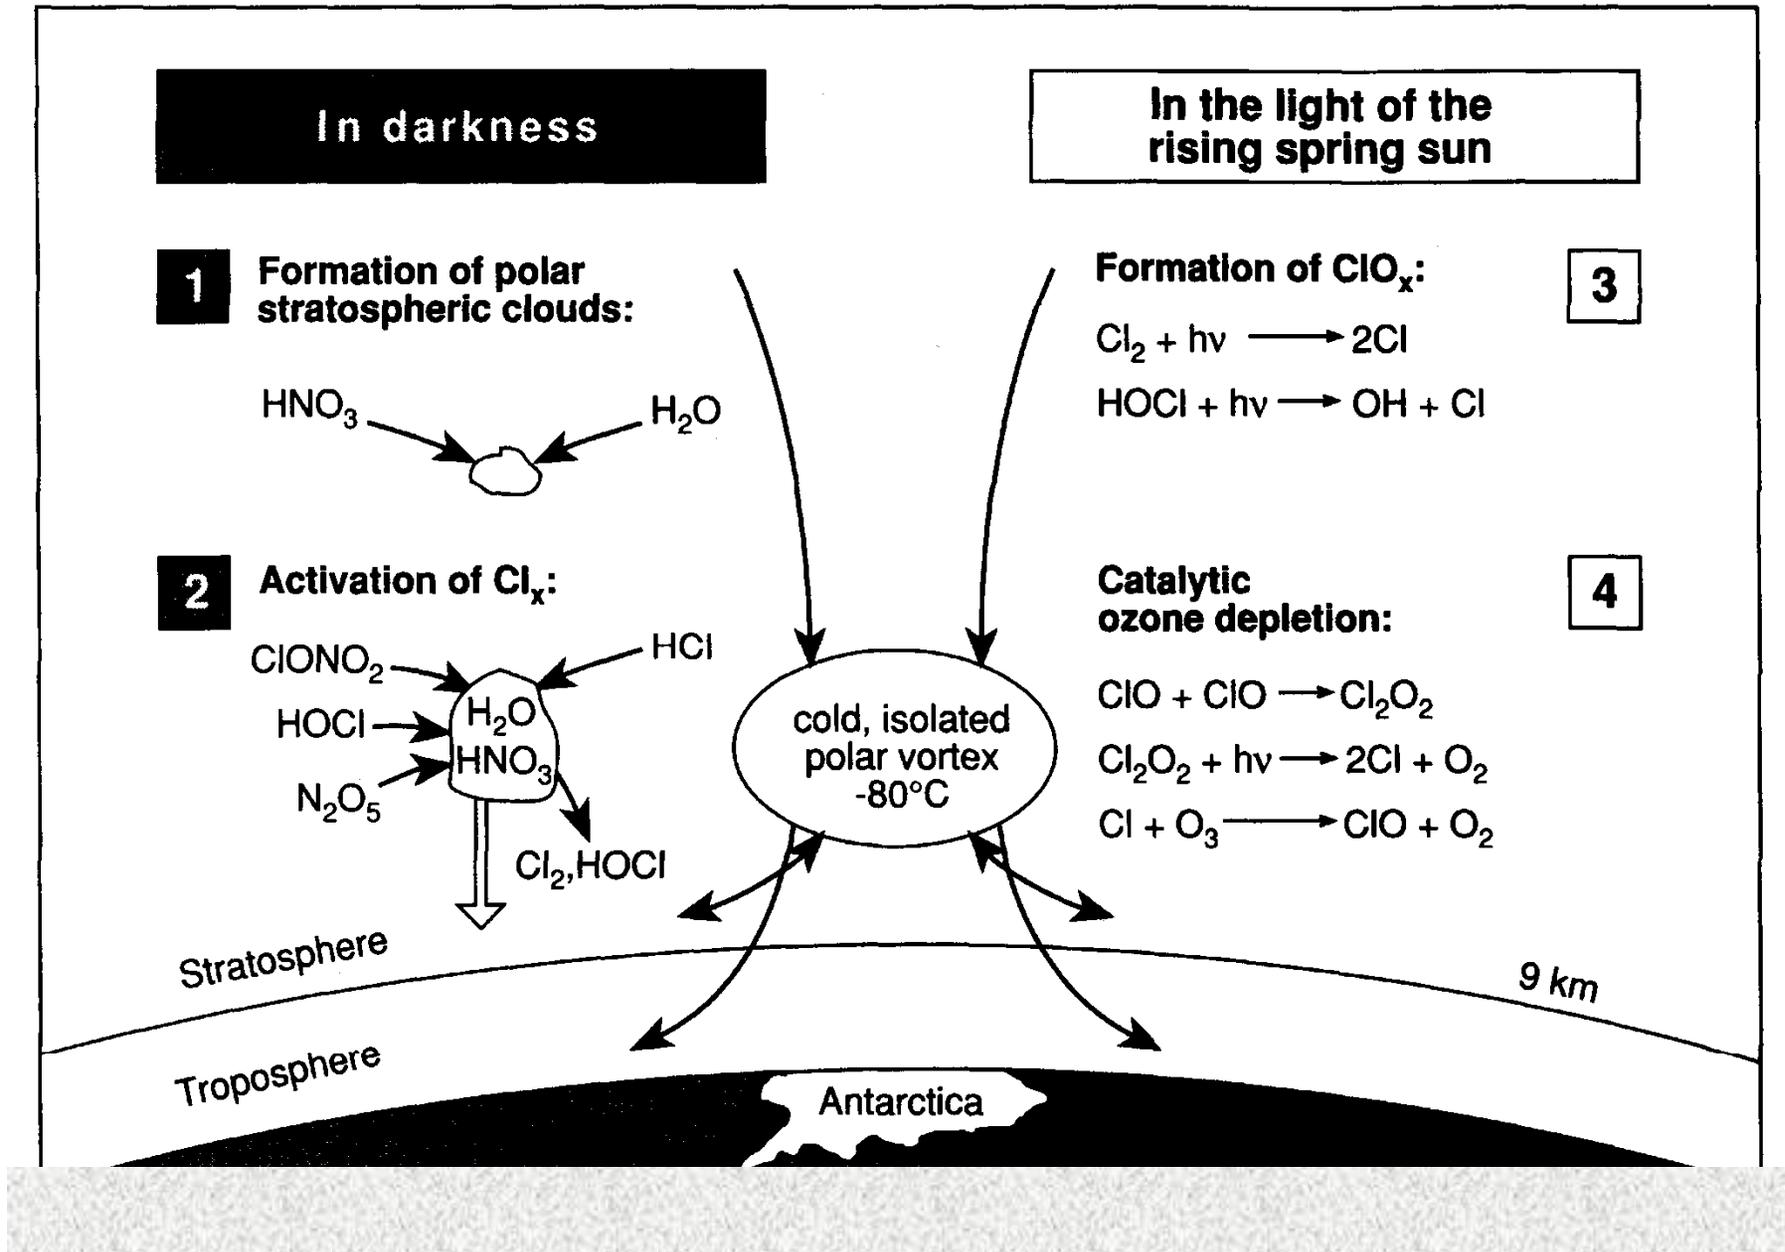 In darkness
In the light of the
rising spring sun
1
Formation of polar
stratospheric clouds:
HNO₃
H₂O
2
Activation of Clₓ:
ClONO₂
HCl
HOCl
H₂O
HNO₃
N₂O₅
Cl₂,HOCl
Formation of ClOₓ:
3
Cl₂ + hν → 2Cl
HOCl + hν → OH + Cl
Catalytic
ozone depletion:
4
ClO + ClO → Cl₂O₂
Cl₂O₂ + hν → 2Cl + O₂
Cl + O₃ → ClO + O₂
cold, isolated
polar vortex
-80°C
Stratosphere
9 km
Troposphere
Antarctica